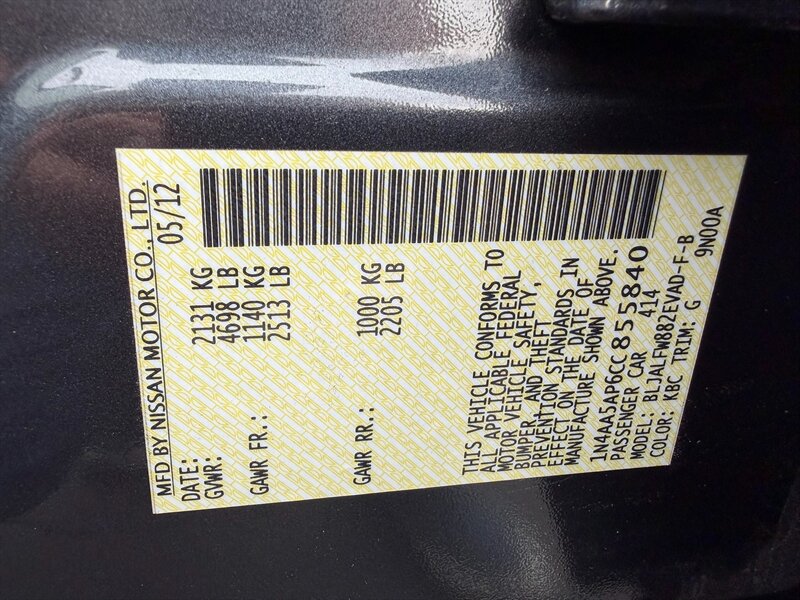 MFD BY NISSAN MOTOR CO., LTD.
DATE: 05/12
GVWR: 2131 KG
4698 LB
GAWR FR.: 1140 KG
2513 LB
GAWR RR.: 1000 KG
2205 LB
THIS VEHICLE CONFORMS TO
ALL APPLICABLE FEDERAL
MOTOR VEHICLE SAFETY,
BUMPER, AND THEFT
PREVENTION STANDARDS IN
EFFECT ON THE DATE OF
MANUFACTURE SHOWN ABOVE.
1N4AA5AP6CC855840
PASSENGER CAR 414
MODEL: BLJALFW882EVAD-F-B
COLOR: KBC TRIM: G 9N00A